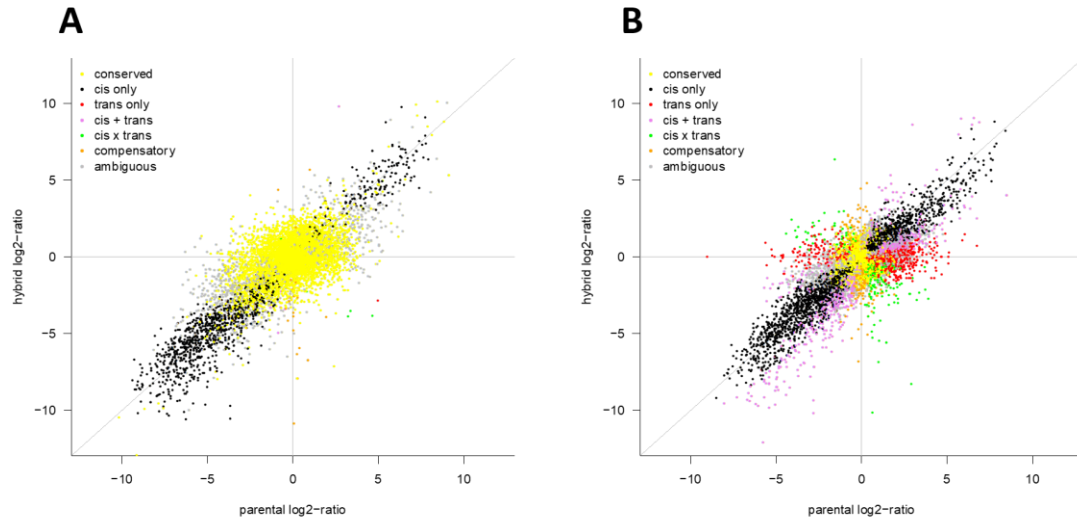 A
conserved
cis only
trans only
cis + trans
cis x trans
compensatory
ambiguous
10
5
0
−5
−10
hybrid log2−ratio
−10
−5
0
5
10
parental log2−ratio
B
conserved
cis only
trans only
cis + trans
cis x trans
compensatory
ambiguous
10
5
0
−5
−10
hybrid log2−ratio
−10
−5
0
5
10
parental log2−ratio